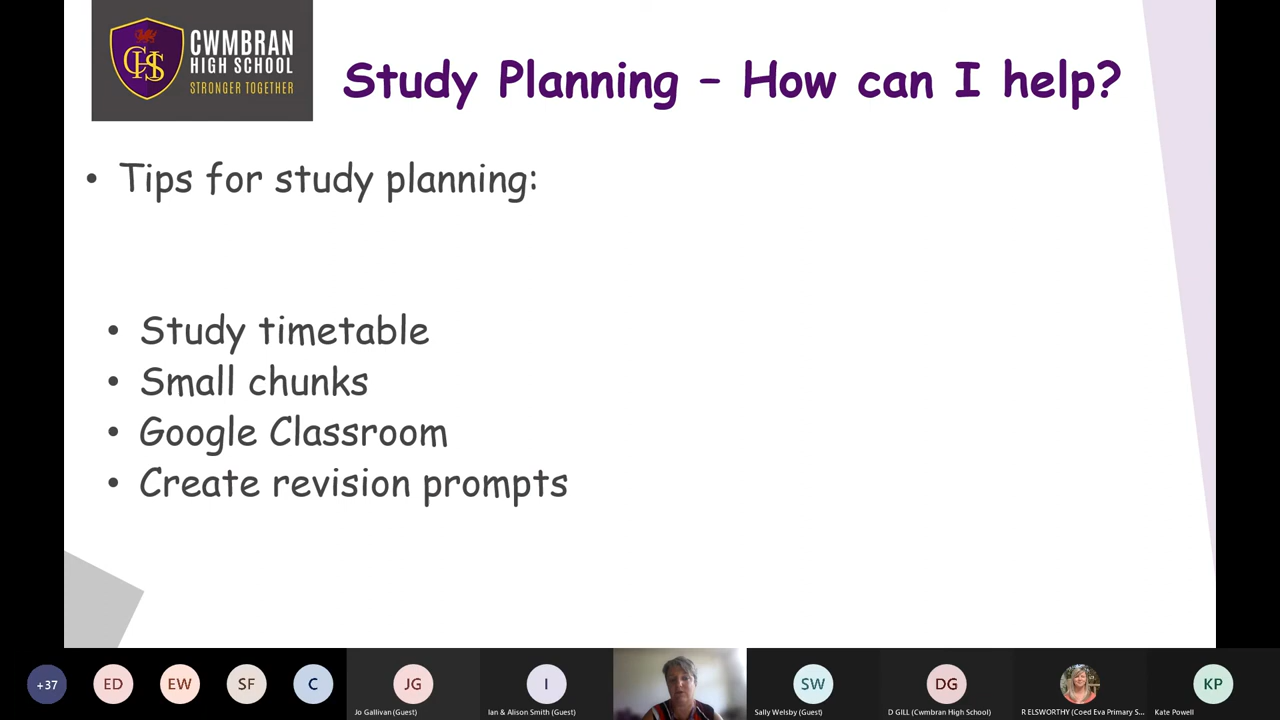 CWMBRAN
HIGH SCHOOL
STRONGER TOGETHER
CHS
Study Planning – How can I help?
• Tips for study planning:
• Study timetable
• Small chunks
• Google Classroom
• Create revision prompts
+37
ED
EW
SF
C
JG
I
SW
DG
KP
Jo Gallivan (Guest)
Ian & Alison Smith (Guest)
Sally Welsby (Guest)
D GILL (Cwmbran High School)
R ELSWORTHY (Coed Eva Primary S...
Kate Powell